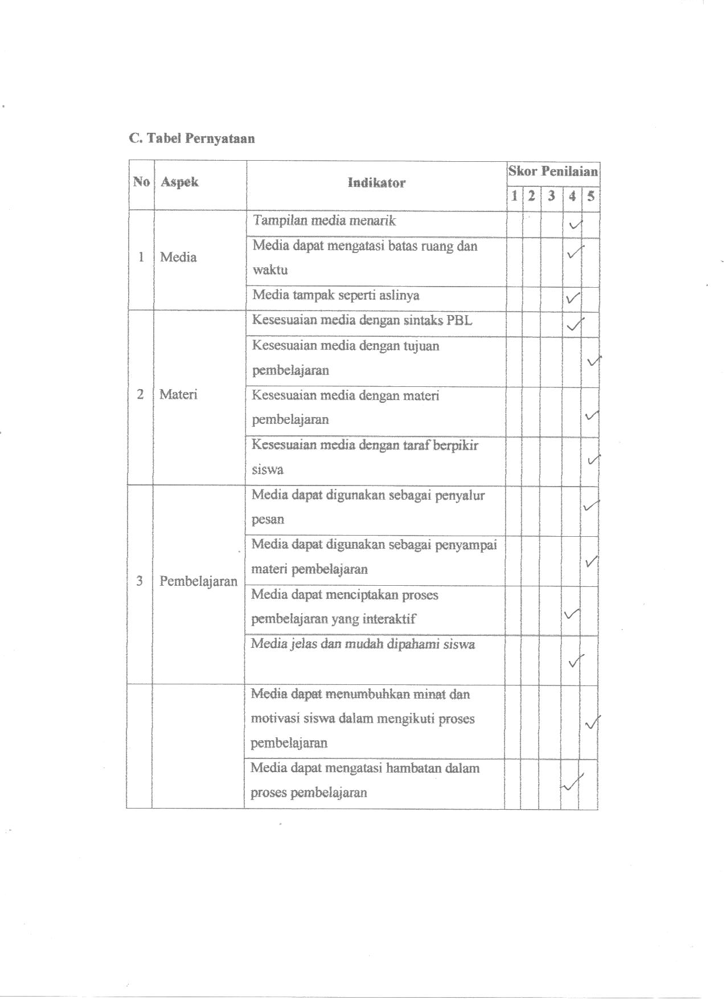 C. Tabel Pernyataan
No Aspek Indikator Skor Penilaian
1 2 3 4 5
Tampilan media menarik ✓
1 Media Media dapat mengatasi batas ruang dan ✓
waktu
Media tampak seperti aslinya ✓
Kesesuaian media dengan sintaks PBL ✓
Kesesuaian media dengan tujuan ✓
pembelajaran
2 Materi Kesesuaian media dengan materi ✓
pembelajaran
Kesesuaian media dengan taraf berpikir ✓
siswa
Media dapat digunakan sebagai penyalur ✓
pesan
Media dapat digunakan sebagai penyampai ✓
materi pembelajaran
3 Pembelajaran
Media dapat menciptakan proses ✓
pembelajaran yang interaktif
Media jelas dan mudah dipahami siswa ✓
Media dapat menumbuhkan minat dan
motivasi siswa dalam mengikuti proses ✓
pembelajaran
Media dapat mengatasi hambatan dalam ✓
proses pembelajaran